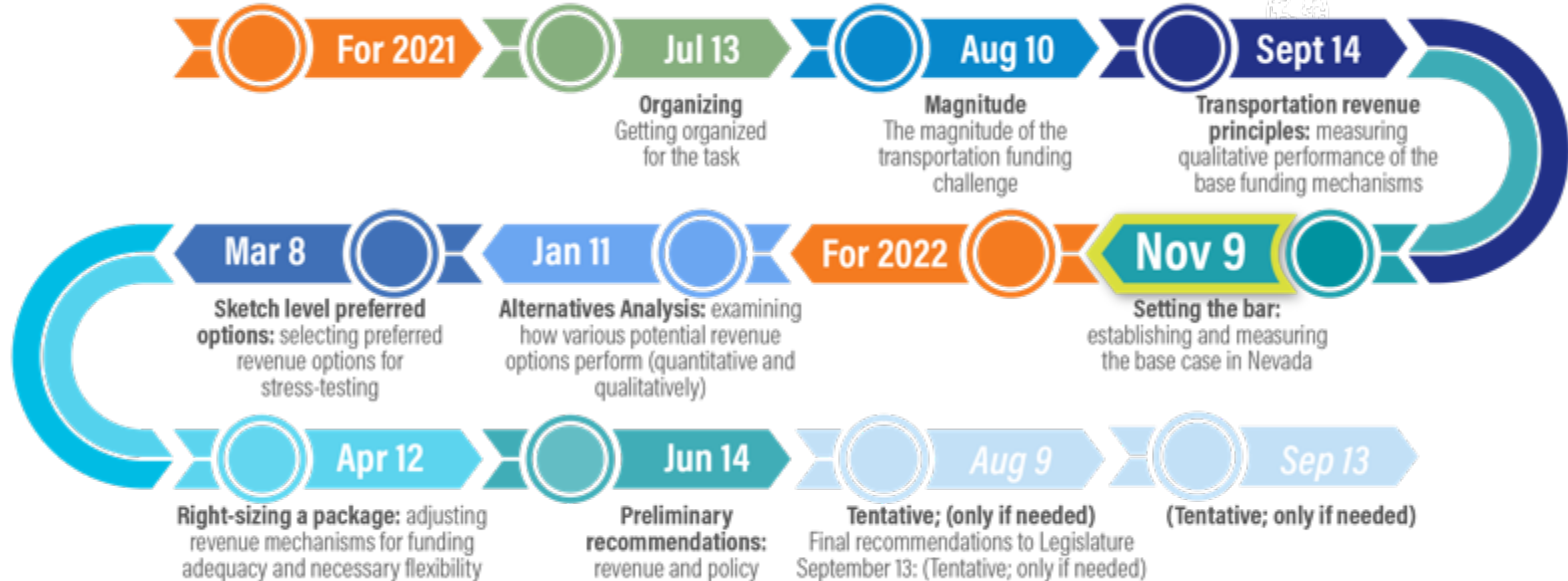 For 2021
Jul 13
Aug 10
Sept 14
Organizing
Getting organized
for the task
Magnitude
The magnitude of the
transportation funding
challenge
Transportation revenue
principles: measuring
qualitative performance of the
base funding mechanisms
Nov 9
For 2022
Jan 11
Mar 8
Setting the bar:
establishing and measuring
the base case in Nevada
Alternatives Analysis: examining
how various potential revenue
options perform (quantitative and
qualitatively)
Sketch level preferred
options: selecting preferred
revenue options for
stress-testing
Apr 12
Jun 14
Aug 9
Sep 13
Right-sizing a package: adjusting
revenue mechanisms for funding
adequacy and necessary flexibility
Preliminary
recommendations:
revenue and policy
Tentative; (only if needed)
Final recommendations to Legislature
September 13: (Tentative; only if needed)
(Tentative; only if needed)